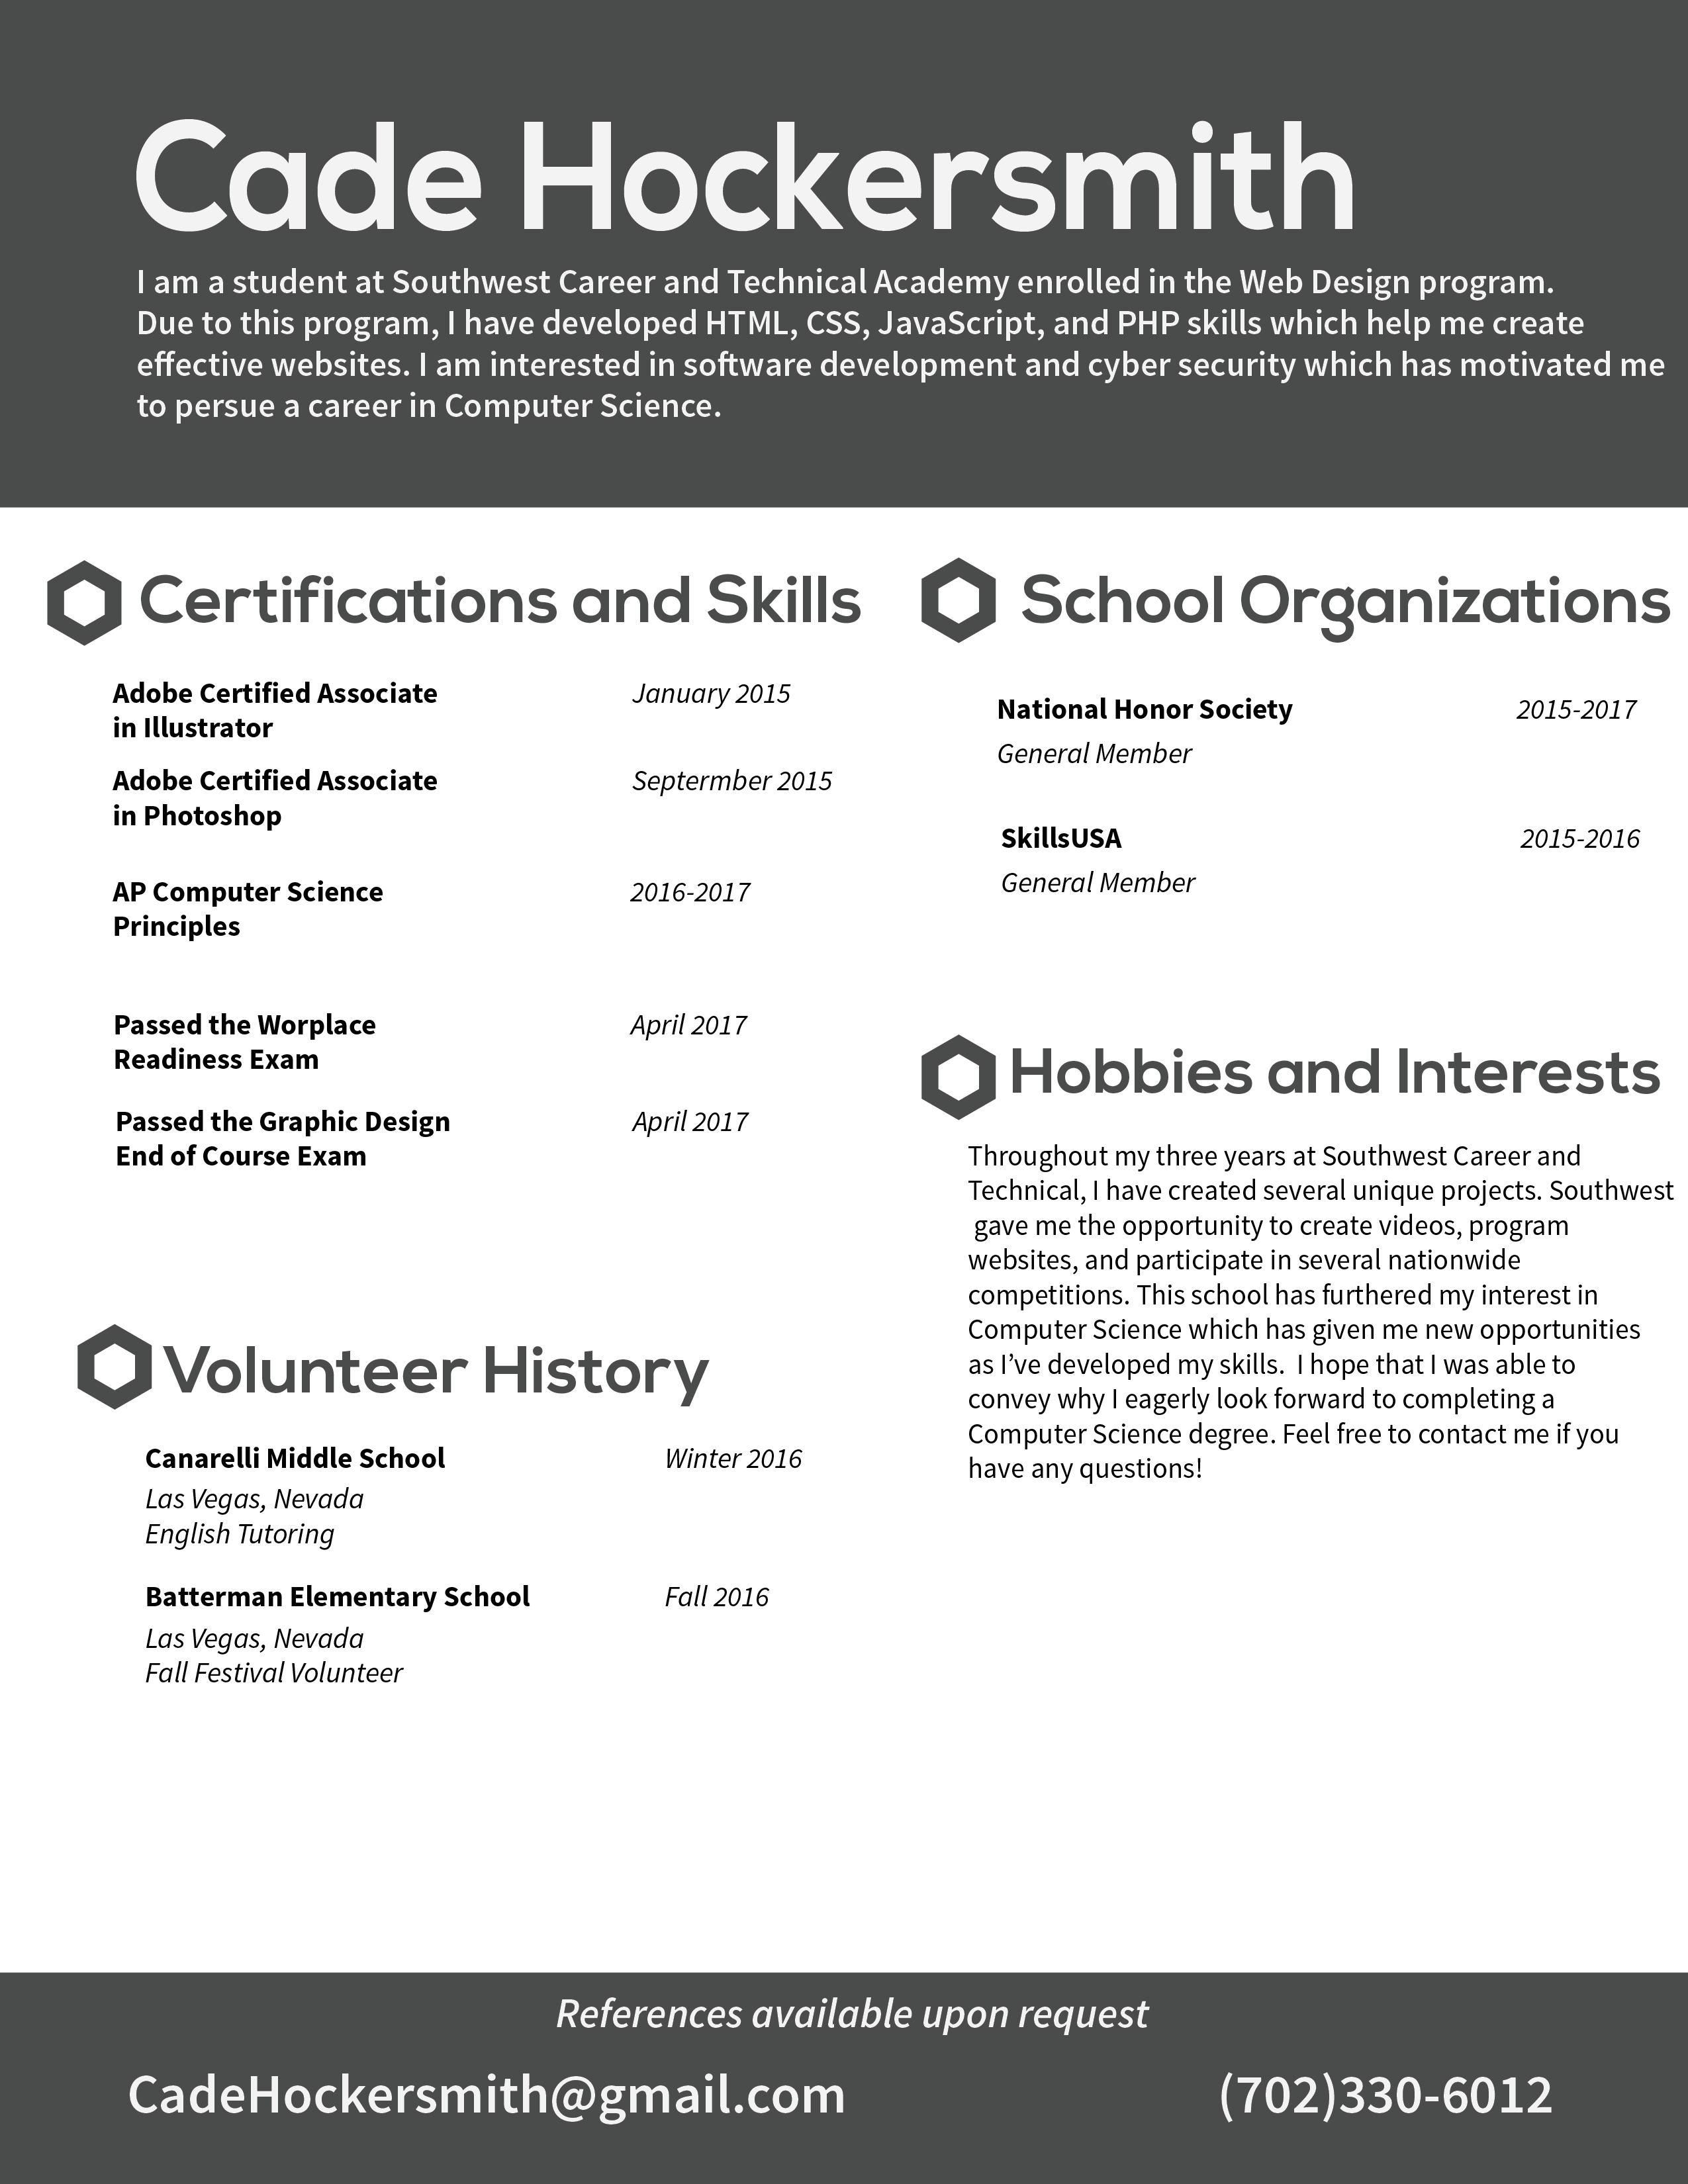 Cade Hockersmith
I am a student at Southwest Career and Technical Academy enrolled in the Web Design program.
Due to this program, I have developed HTML, CSS, JavaScript, and PHP skills which help me create
effective websites. I am interested in software development and cyber security which has motivated me
to persue a career in Computer Science.
Certifications and Skills
Adobe Certified Associate January 2015
in Illustrator
Adobe Certified Associate Septermber 2015
in Photoshop
AP Computer Science 2016-2017
Principles
Passed the Worplace April 2017
Readiness Exam
Passed the Graphic Design April 2017
End of Course Exam
Volunteer History
Canarelli Middle School Winter 2016
Las Vegas, Nevada
English Tutoring
Batterman Elementary School Fall 2016
Las Vegas, Nevada
Fall Festival Volunteer
School Organizations
National Honor Society 2015-2017
General Member
SkillsUSA 2015-2016
General Member
Hobbies and Interests
Throughout my three years at Southwest Career and
Technical, I have created several unique projects. Southwest
gave me the opportunity to create videos, program
websites, and participate in several nationwide
competitions. This school has furthered my interest in
Computer Science which has given me new opportunities
as I’ve developed my skills.  I hope that I was able to
convey why I eagerly look forward to completing a
Computer Science degree. Feel free to contact me if you
have any questions!
References available upon request
CadeHockersmith@gmail.com (702)330-6012